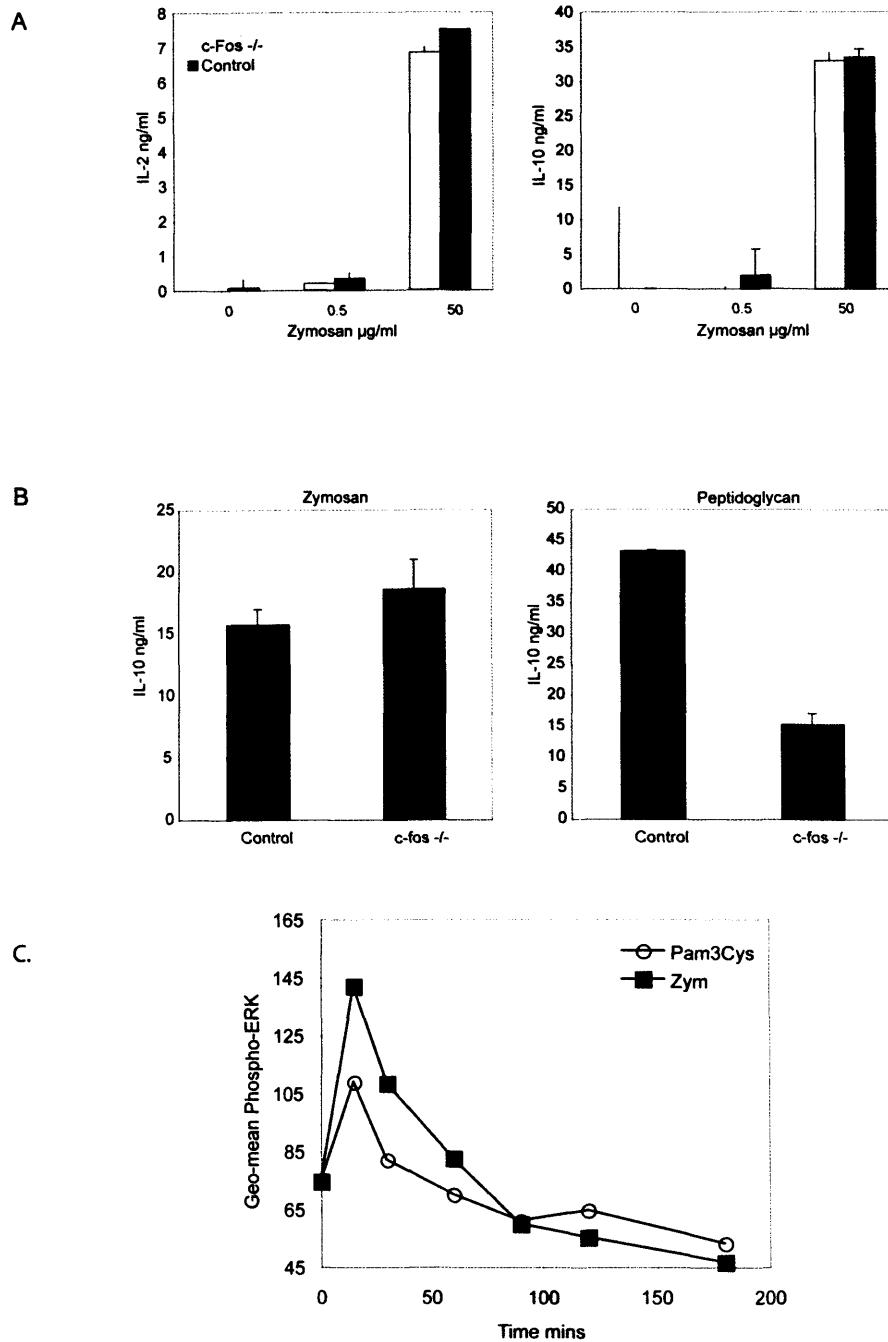 A
c-Fos -/-
Control
IL-2 ng/ml
8
7
6
5
4
3
2
1
0
0 0.5 50
Zymosan µg/ml
IL-10 ng/ml
40
35
30
25
20
15
10
5
0
0 0.5 50
Zymosan µg/ml
B
Zymosan
IL-10 ng/ml
25
20
15
10
5
0
Control c-fos -/-
Peptidoglycan
IL-10 ng/ml
50
45
40
35
30
25
20
15
10
5
0
Control c-fos -/-
C.
Geo-mean Phospho-ERK
165
145
125
105
85
65
45
Pam3Cys
Zym
0 50 100 150 200
Time mins